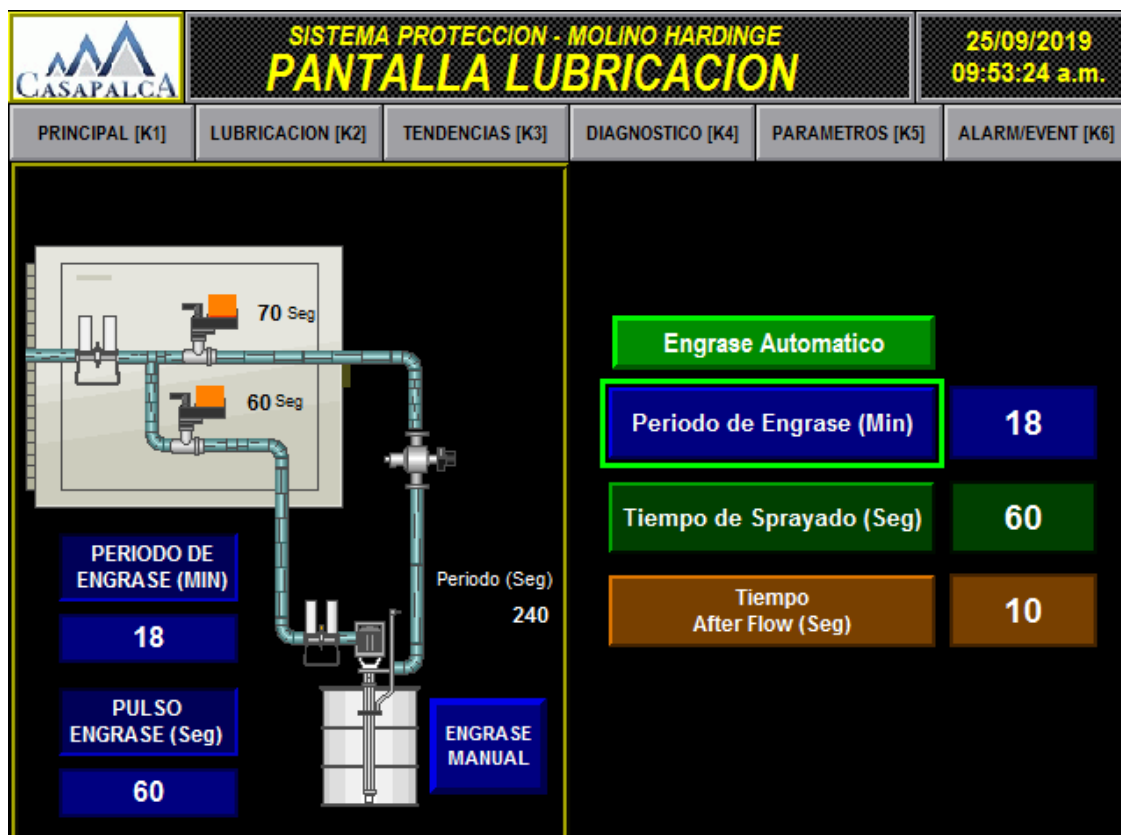 CASAPALCA
SISTEMA PROTECCION - MOLINO HARDINGE
PANTALLA LUBRICACION
25/09/2019
09:53:24 a.m.
PRINCIPAL [K1]
LUBRICACION [K2]
TENDENCIAS [K3]
DIAGNOSTICO [K4]
PARAMETROS [K5]
ALARM/EVENT [K6]
70 Seg
60 Seg
PERIODO DE
ENGRASE (MIN)
18
PULSO
ENGRASE (Seg)
60
Periodo (Seg)
240
ENGRASE
MANUAL
Engrase Automatico
Periodo de Engrase (Min)
18
Tiempo de Sprayado (Seg)
60
Tiempo
After Flow (Seg)
10